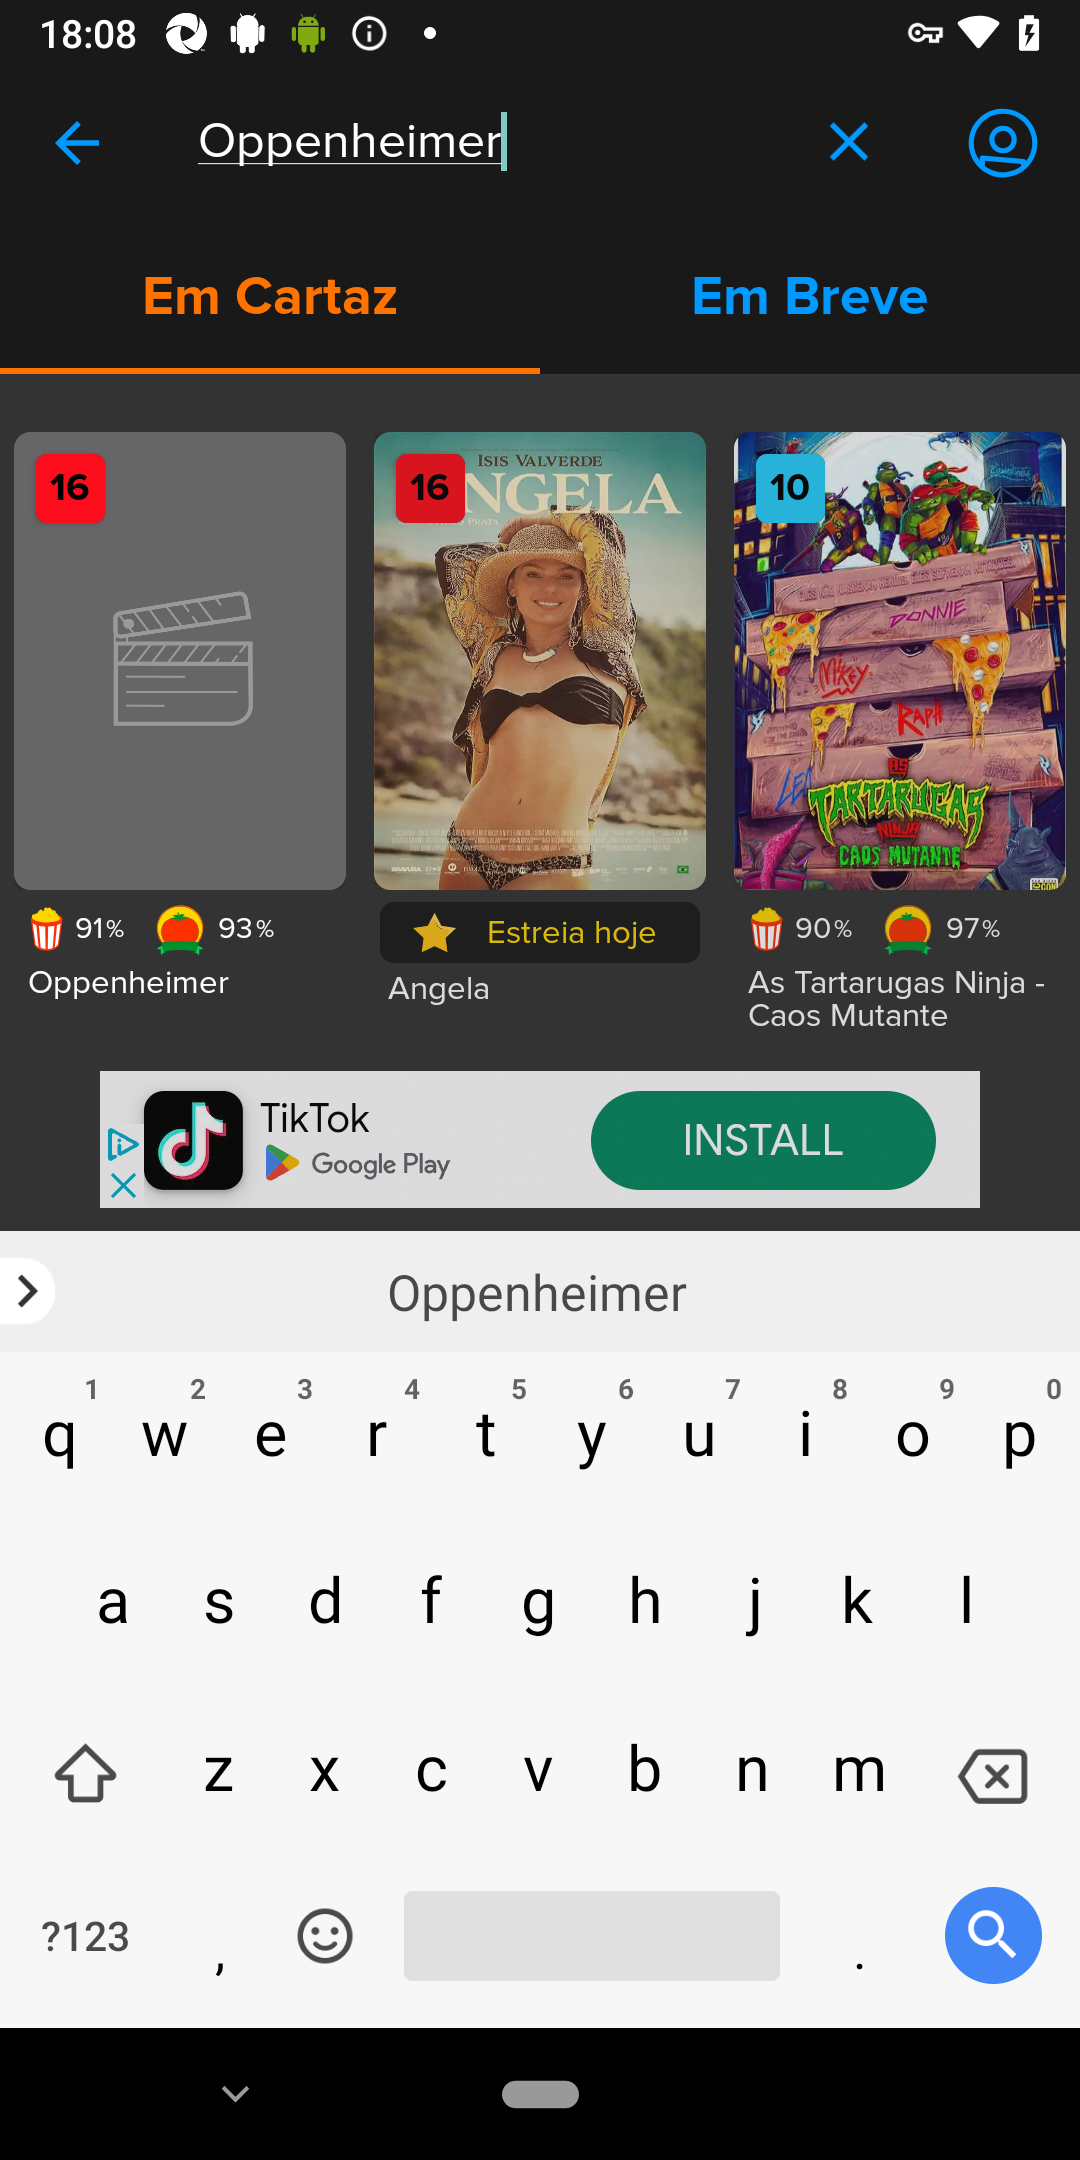 18:08
Oppenheimer
Em Cartaz
Em Breve
16
16
10
ISIS VALVERDE
NGELA
DONNIE
MIKEY
RAPH
LEO
AS
TARTARUGAS
NINJA
CAOS MUTANTE
91%
93%
Oppenheimer
Estreia hoje
Angela
90%
97%
As Tartarugas Ninja -
Caos Mutante
TikTok
Google Play
INSTALL
Oppenheimer
1 2 3 4 5 6 7 8 9 0
q w e r t y u i o p
a s d f g h j k l
z x c v b n m
?123 , .